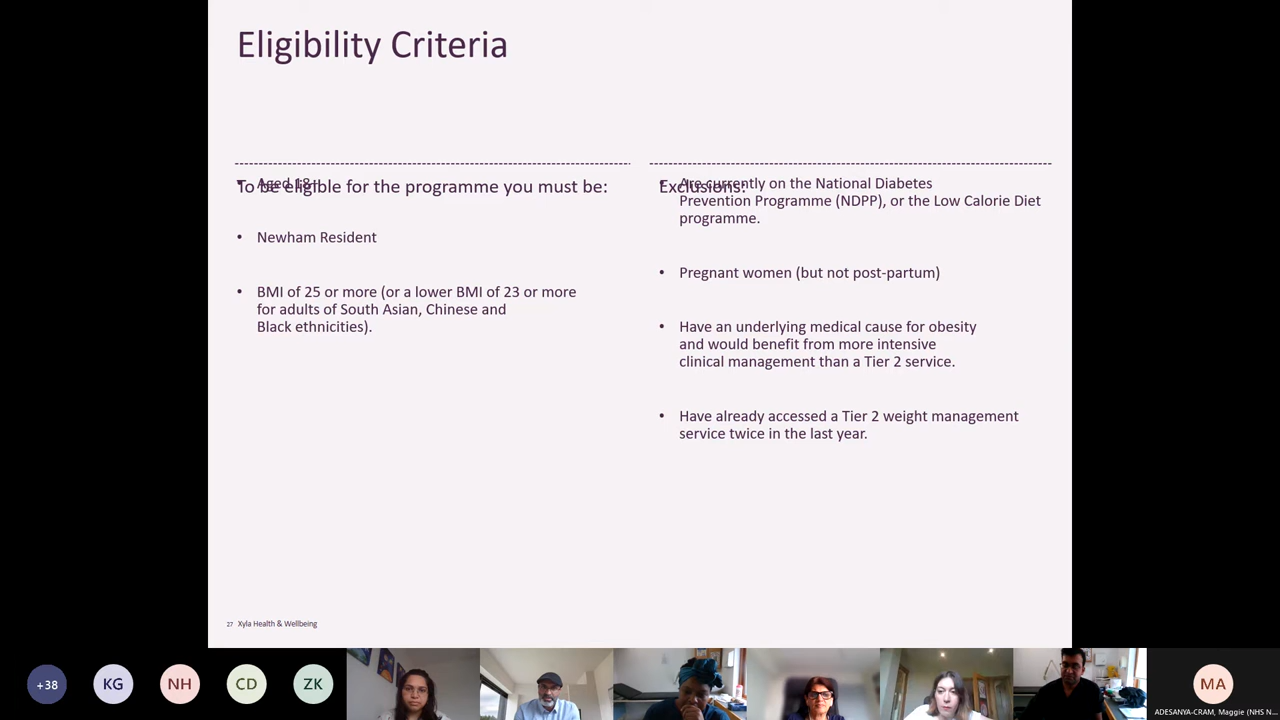 Eligibility Criteria
To be eligible for the programme you must be:
• Aged 18+
• Newham Resident
• BMI of 25 or more (or a lower BMI of 23 or more
for adults of South Asian, Chinese and
Black ethnicities).
Exclusions:
• Are currently on the National Diabetes
Prevention Programme (NDPP), or the Low Calorie Diet
programme.
• Pregnant women (but not post-partum)
• Have an underlying medical cause for obesity
and would benefit from more intensive
clinical management than a Tier 2 service.
• Have already accessed a Tier 2 weight management
service twice in the last year.
27 Xyla Health & Wellbeing
+38
KG
NH
CD
ZK
MA
ADESANYA-CRAM, Maggie (NHS N...